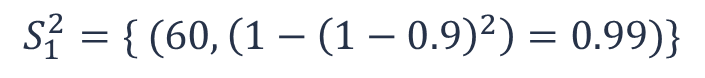 S₁² = { (60, (1 − (1 − 0.9)²) = 0.99)}